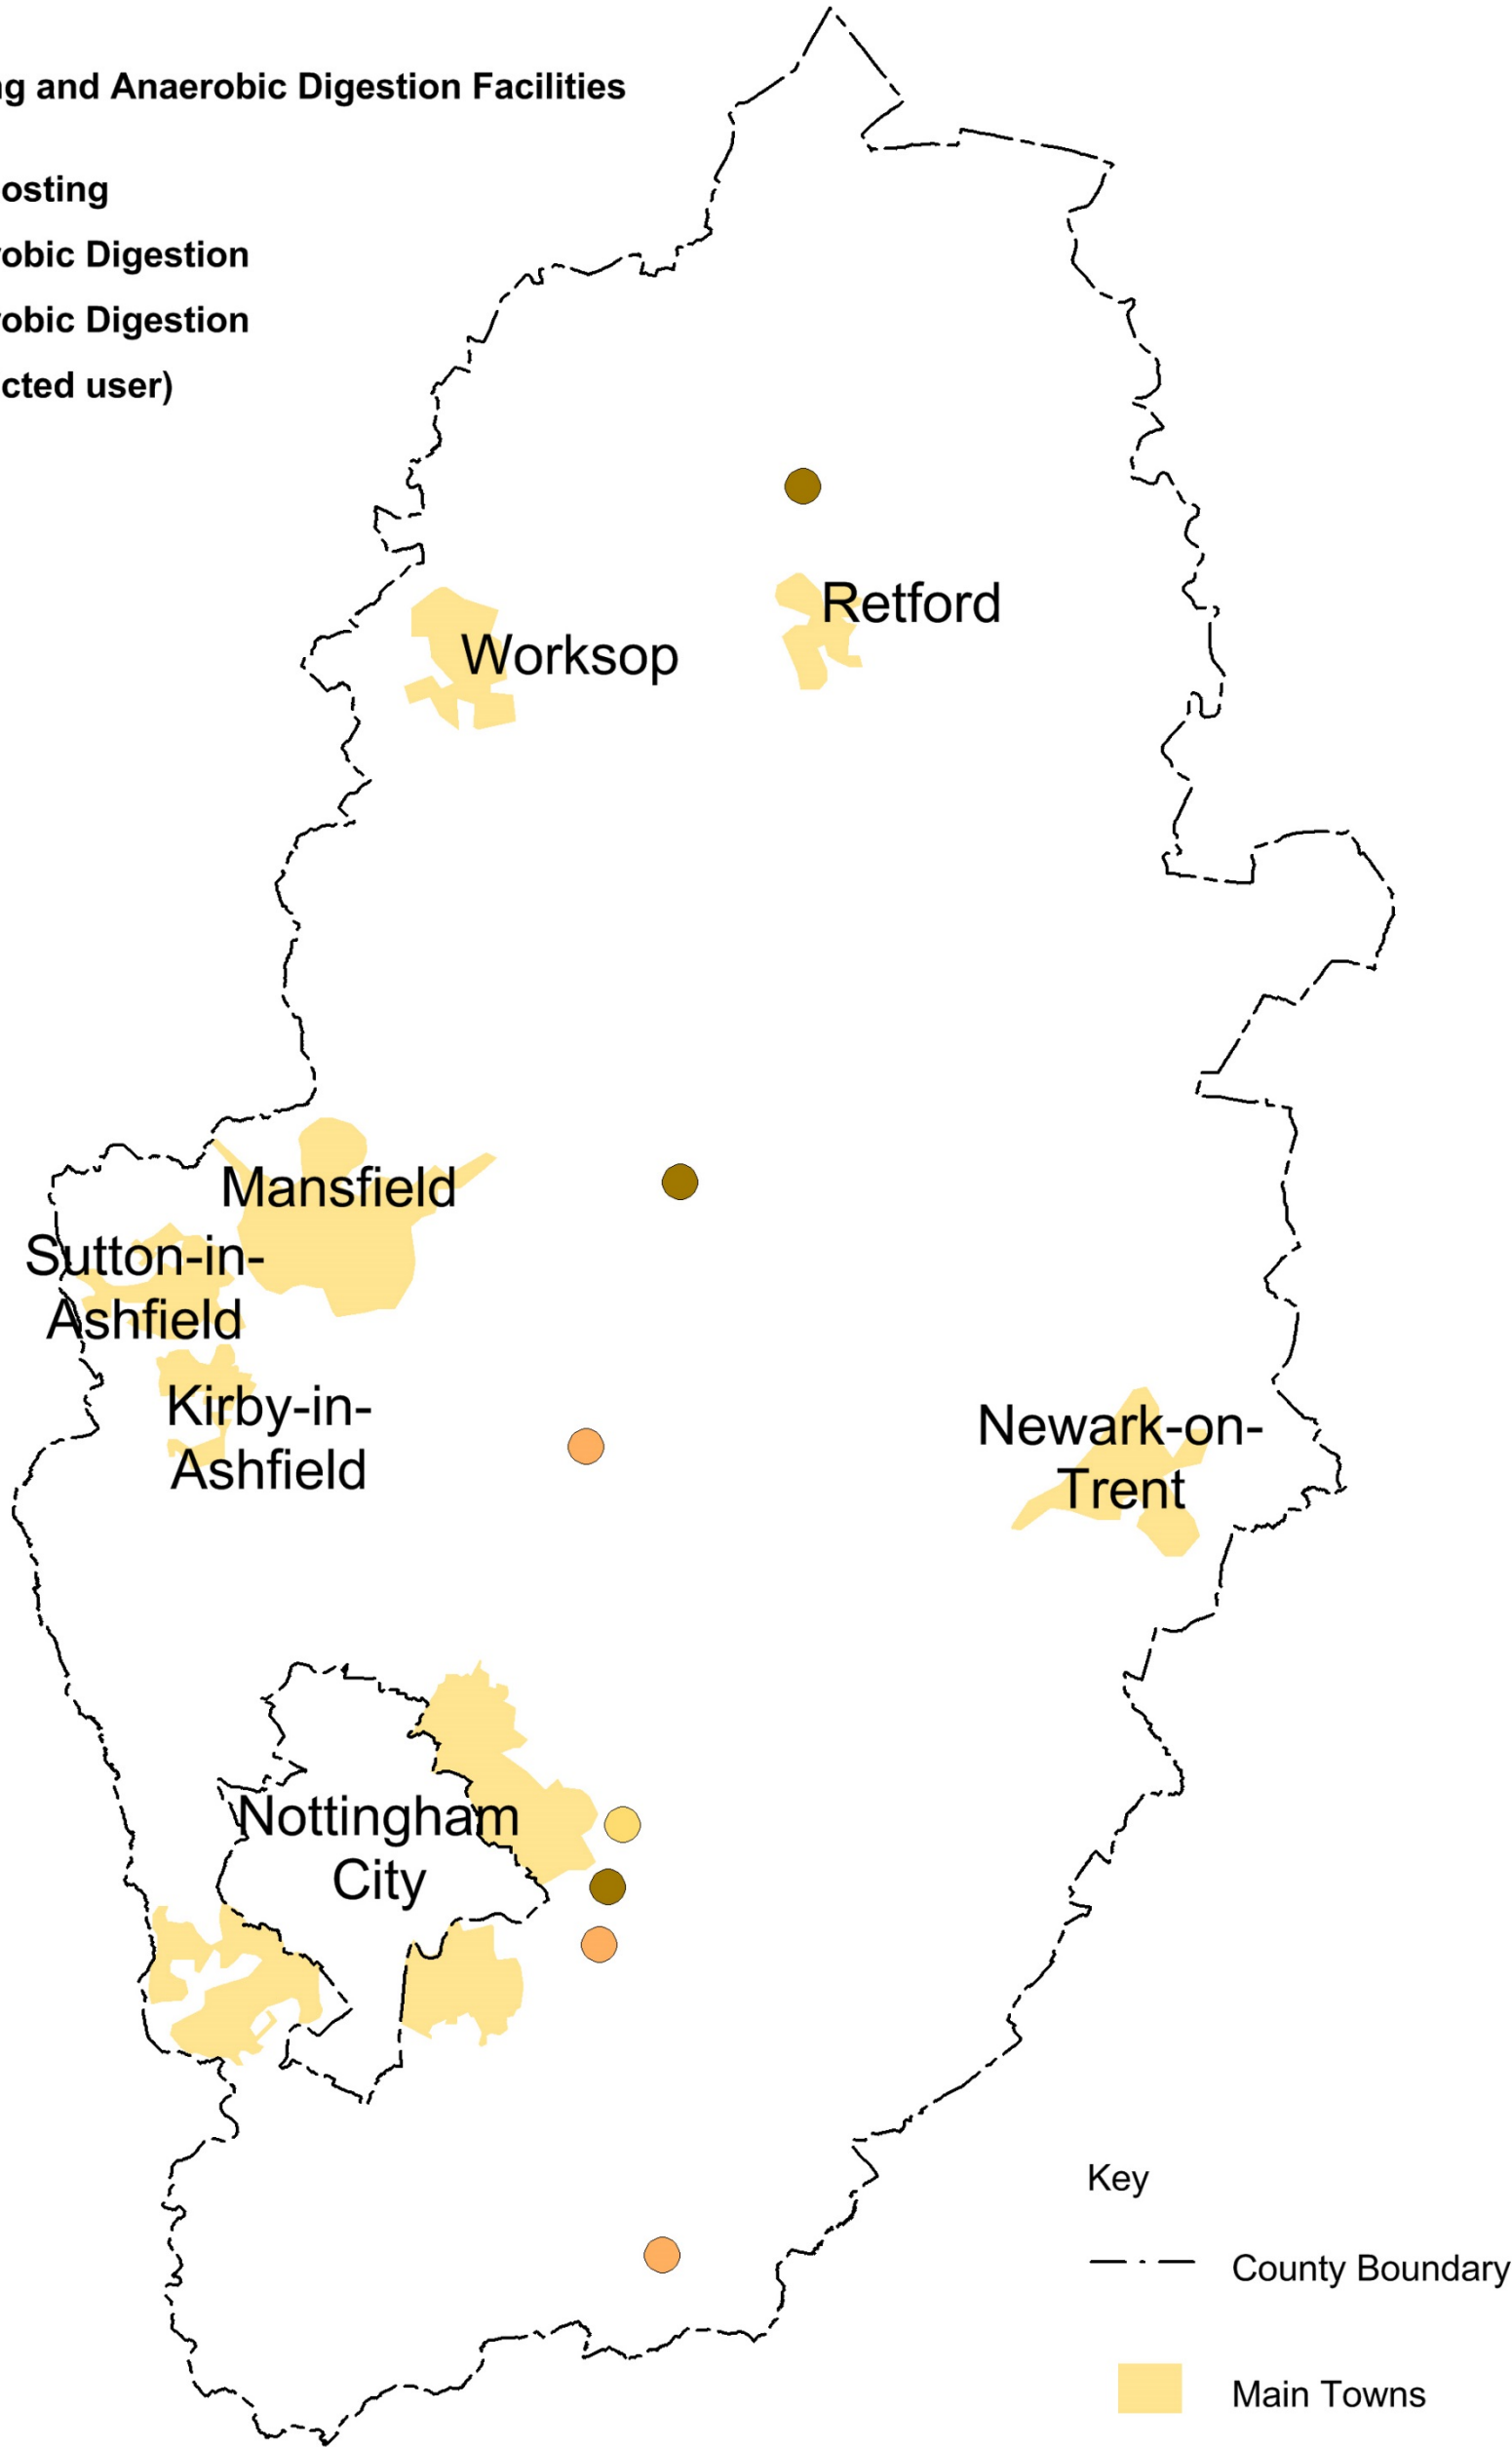 ng and Anaerobic Digestion Facilities
osting
robic Digestion
robic Digestion
cted user)
Retford
Worksop
Mansfield
Sutton-in-
Ashfield
Kirby-in-
Ashfield
Newark-on-
Trent
Nottingham
City
Key
County Boundary
Main Towns